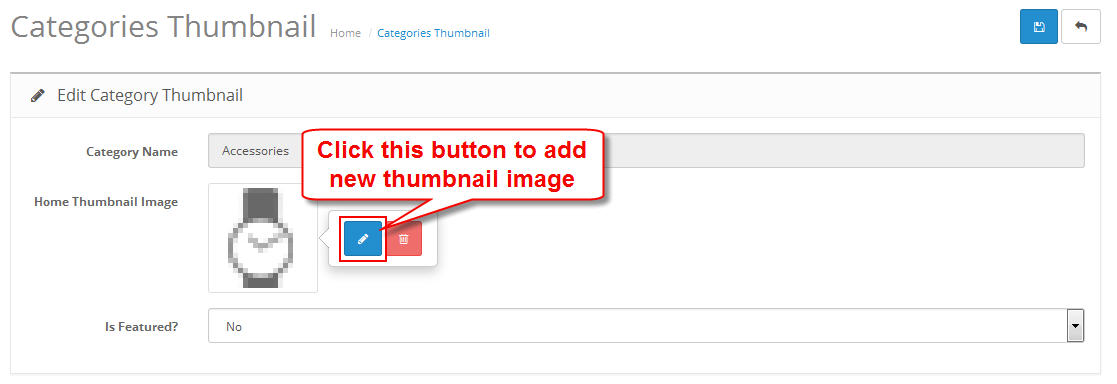 Categories Thumbnail Home / Categories Thumbnail
Edit Category Thumbnail
Category Name Accessories
Click this button to add
new thumbnail image
Home Thumbnail Image
Is Featured? No